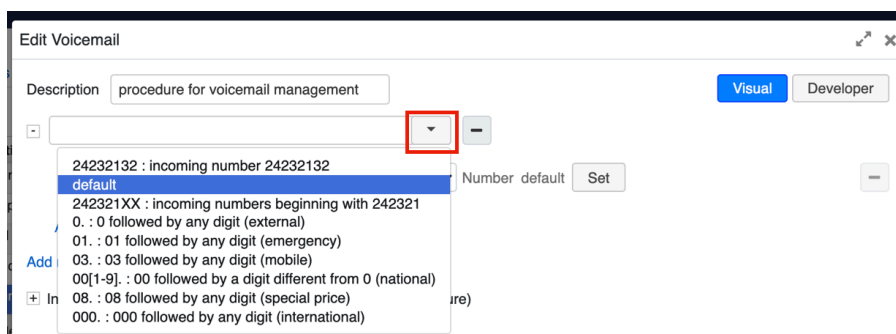 Edit Voicemail
Description procedure for voicemail management Visual Developer
24232132 : incoming number 24232132
default
Number default Set
242321XX : incoming numbers beginning with 242321
0. : 0 followed by any digit (external)
01. : 01 followed by any digit (emergency)
Add
03. : 03 followed by any digit (mobile)
00[1-9]. : 00 followed by a digit different from 0 (national)
In
08. : 08 followed by any digit (special price)
ure)
000. : 000 followed by any digit (international)